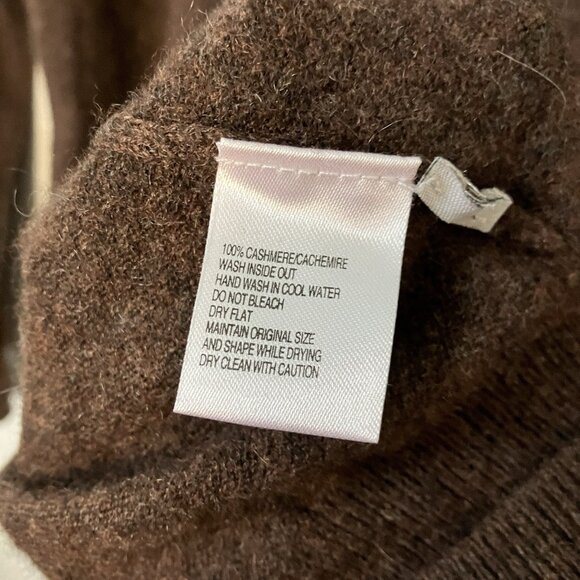 100% CASHMERE/CACHEMIRE
WASH INSIDE OUT
HAND WASH IN COOL WATER
DO NOT BLEACH
DRY FLAT
MAINTAIN ORIGINAL SIZE
AND SHAPE WHILE DRYING
DRY CLEAN WITH CAUTION